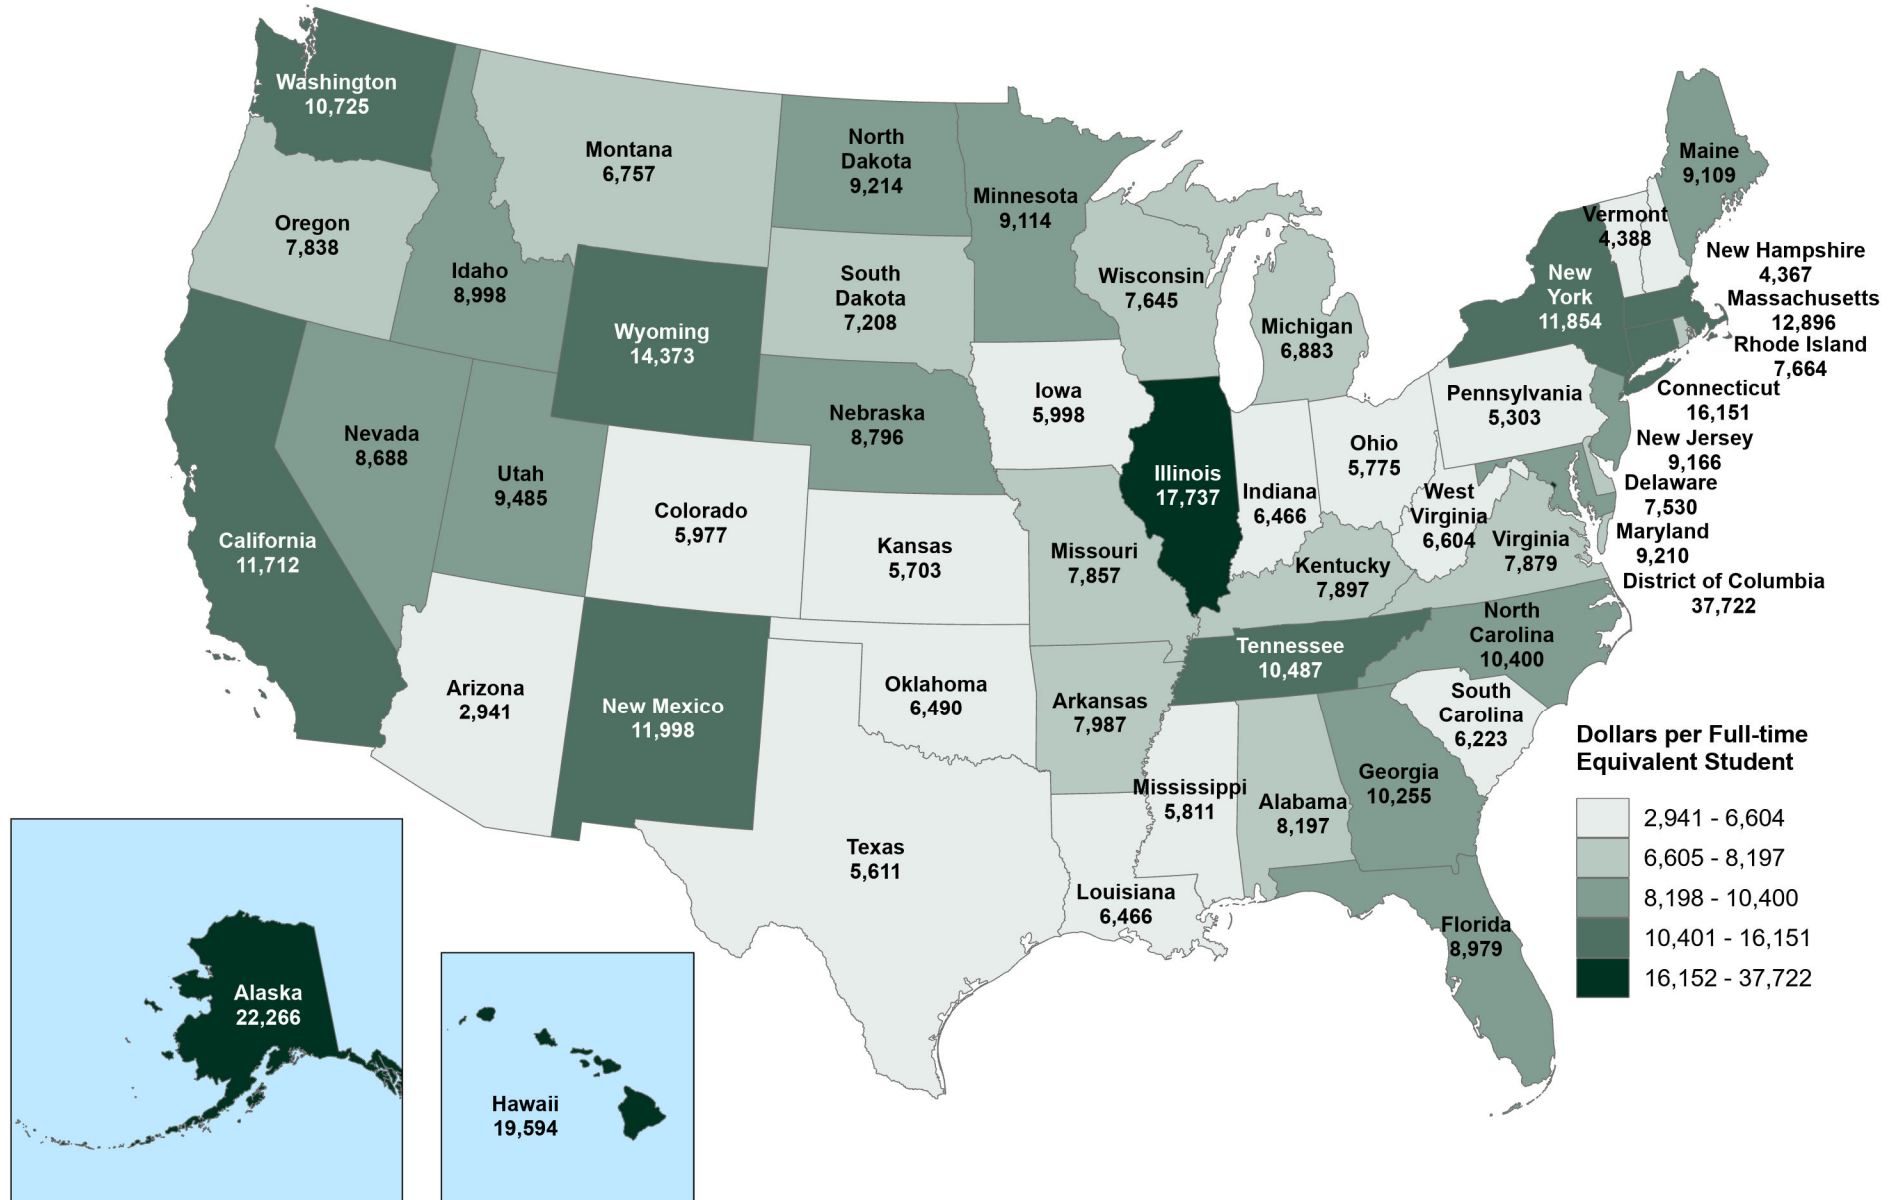 Washington
10,725
Oregon
7,838
California
11,712
Idaho
8,998
Nevada
8,688
Montana
6,757
Wyoming
14,373
Utah
9,485
Colorado
5,977
Arizona
2,941
New Mexico
11,998
North
Dakota
9,214
South
Dakota
7,208
Nebraska
8,796
Kansas
5,703
Oklahoma
6,490
Texas
5,611
Minnesota
9,114
Iowa
5,998
Missouri
7,857
Arkansas
7,987
Louisiana
6,466
Wisconsin
7,645
Illinois
17,737
Michigan
6,883
Indiana
6,466
Ohio
5,775
Kentucky
7,897
Tennessee
10,487
Mississippi
5,811
Alabama
8,197
Georgia
10,255
Florida
8,979
South
Carolina
6,223
North
Carolina
10,400
Virginia
7,879
West
Virginia
6,604
Pennsylvania
5,303
New
York
11,854
Vermont
4,388
Maine
9,109
New Hampshire
4,367
Massachusetts
12,896
Rhode Island
7,664
Connecticut
16,151
New Jersey
9,166
Delaware
7,530
Maryland
9,210
District of Columbia
37,722
Alaska
22,266
Hawaii
19,594
Dollars per Full-time
Equivalent Student
2,941 - 6,604
6,605 - 8,197
8,198 - 10,400
10,401 - 16,151
16,152 - 37,722